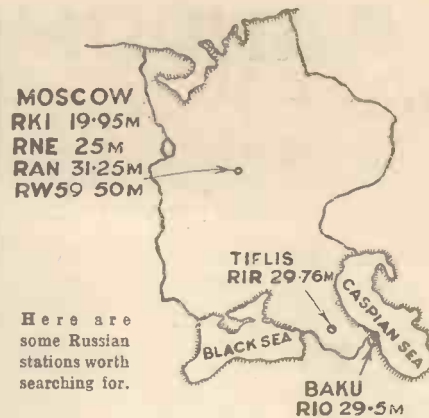 MOSCOW
RKI 19·95M
RNE 25M
RAN 31·25M
RW59 50M
TIFLIS
RIR 29·76M
CASPIAN SEA
BLACK SEA
BAKU
RIO 29·5M
Here are
some Russian
stations worth
searching for.